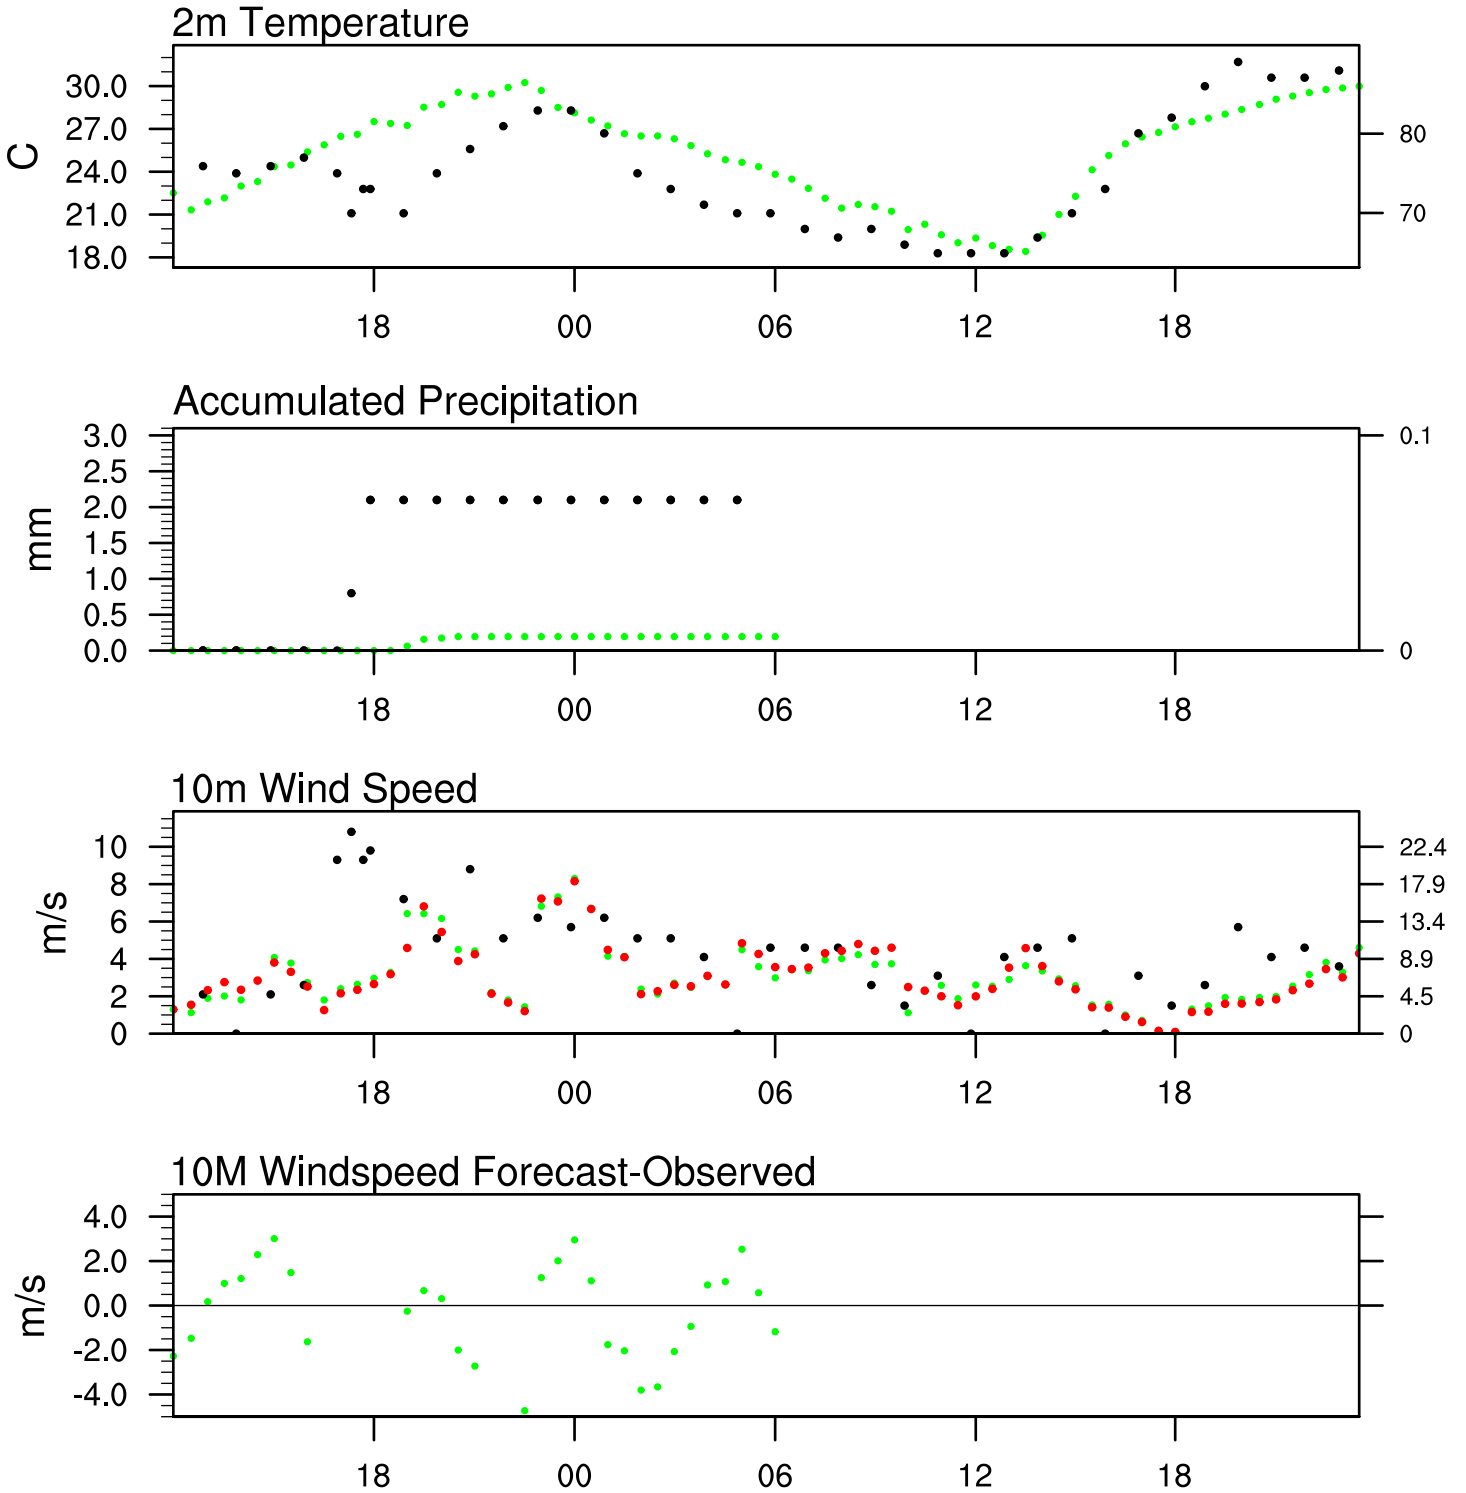 2m Temperature
30.0
27.0
24.0
21.0
18.0
C
80
70
18 00 06 12 18
Accumulated Precipitation
3.0
2.5
2.0
1.5
1.0
0.5
0.0
mm
0.1
0
18 00 06 12 18
10m Wind Speed
10
8
6
4
2
0
m/s
22.4
17.9
13.4
8.9
4.5
0
18 00 06 12 18
10M Windspeed Forecast-Observed
4.0
2.0
0.0
-2.0
-4.0
m/s
18 00 06 12 18